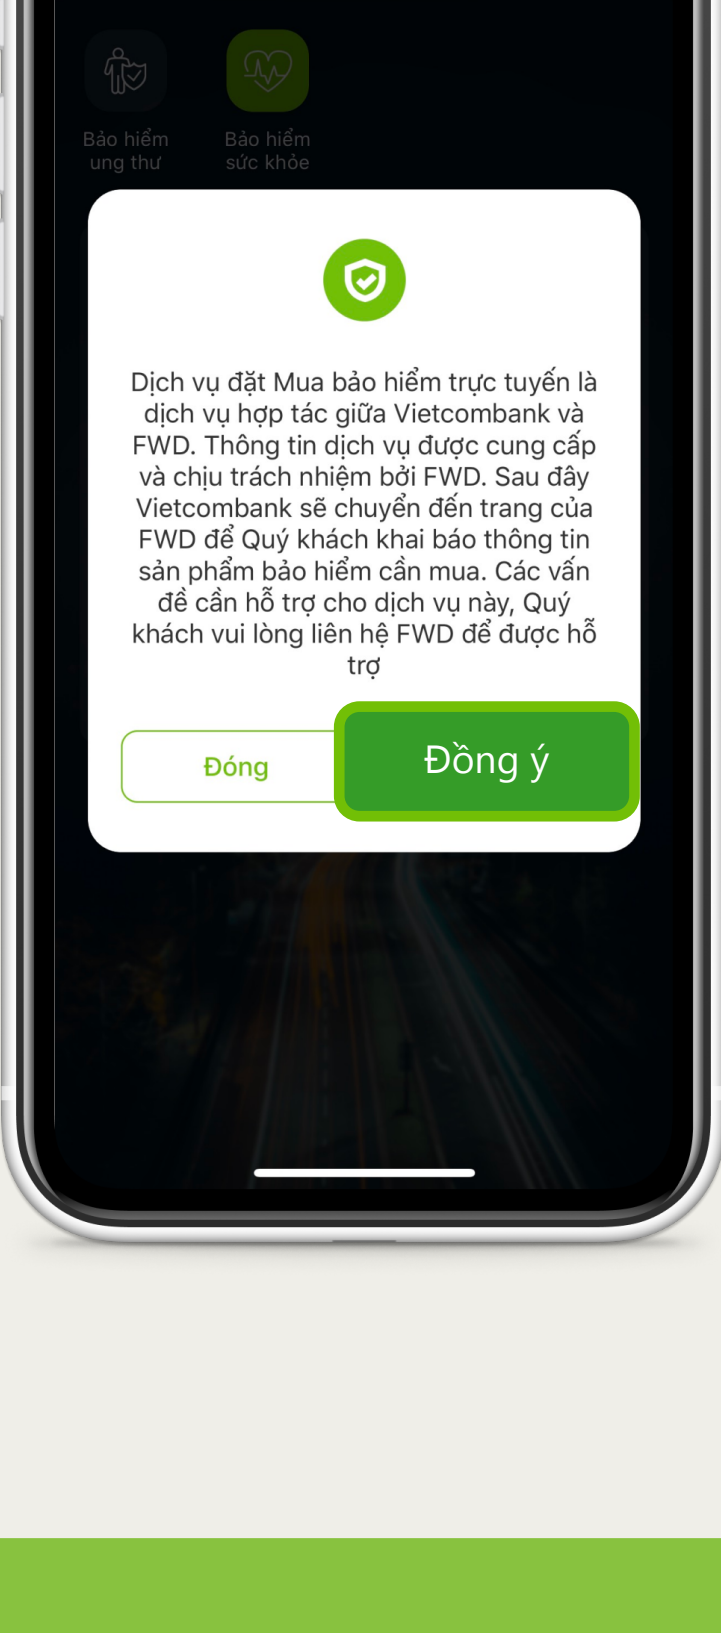 Bảo hiểm Bảo hiểm
ung thư sức khỏe
Dịch vụ đặt Mua bảo hiểm trực tuyến là
dịch vụ hợp tác giữa Vietcombank và
FWD. Thông tin dịch vụ được cung cấp
và chịu trách nhiệm bởi FWD. Sau đây
Vietcombank sẽ chuyển đến trang của
FWD để Quý khách khai báo thông tin
sản phẩm bảo hiểm cần mua. Các vấn
đề cần hỗ trợ cho dịch vụ này, Quý
khách vui lòng liên hệ FWD để được hỗ
trợ
Đóng Đồng ý